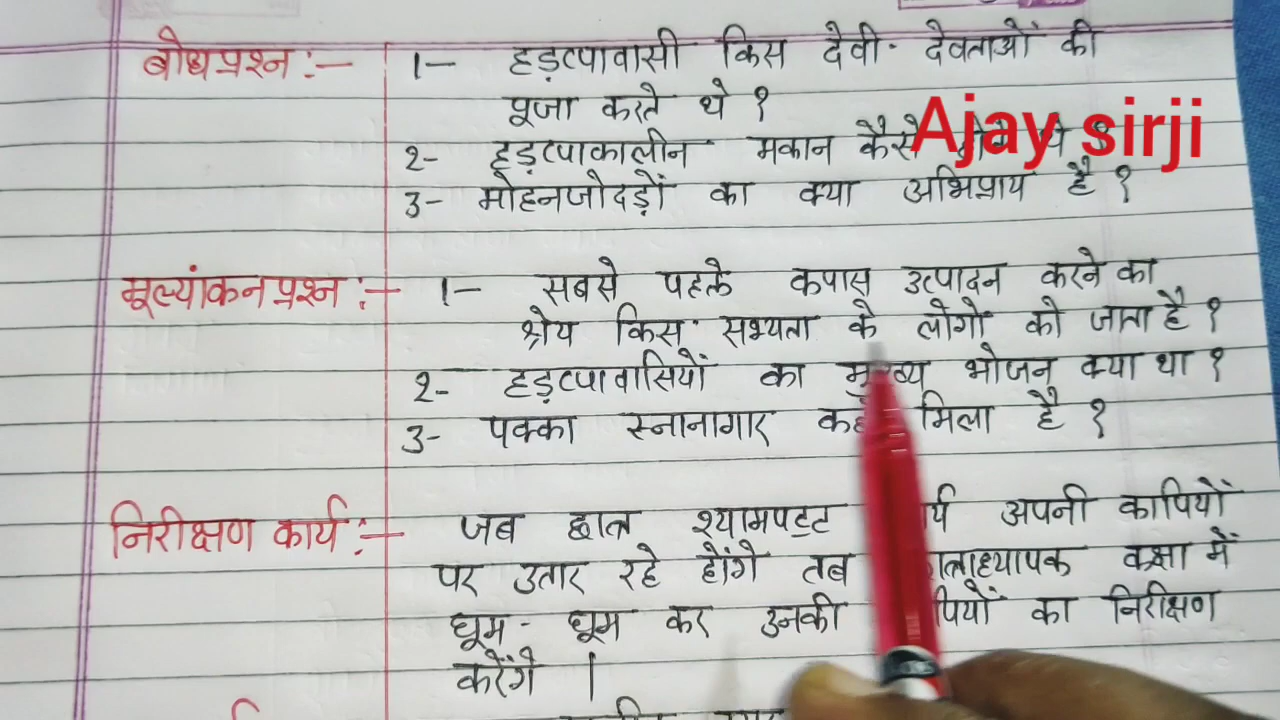 बोधप्रश्न :— 1— हड़प्पावासी किस देवी- देवताओं की
पूजा करते थे ?
Ajay sirji
2- हड़प्पाकालीन मकान कैसे
3- मोहनजोदड़ों का क्या अभिप्राय है ?
मूल्यांकन प्रश्न :— 1— सबसे पहले कपास उत्पादन करने का
श्रेय किस सभ्यता के लोगो को जाता है ?
2- हड़प्पावासियों का मुख्य भोजन क्या था ?
3- पक्का स्नानागार मिला है ?
निरीक्षण कार्य :— जब छात्र श्यामपट्ट अपनी कापियों
पर उतार रहे होंगे तब कक्षा में
घूम- घूम कर उनकी का निरीक्षण
करेंगे ।